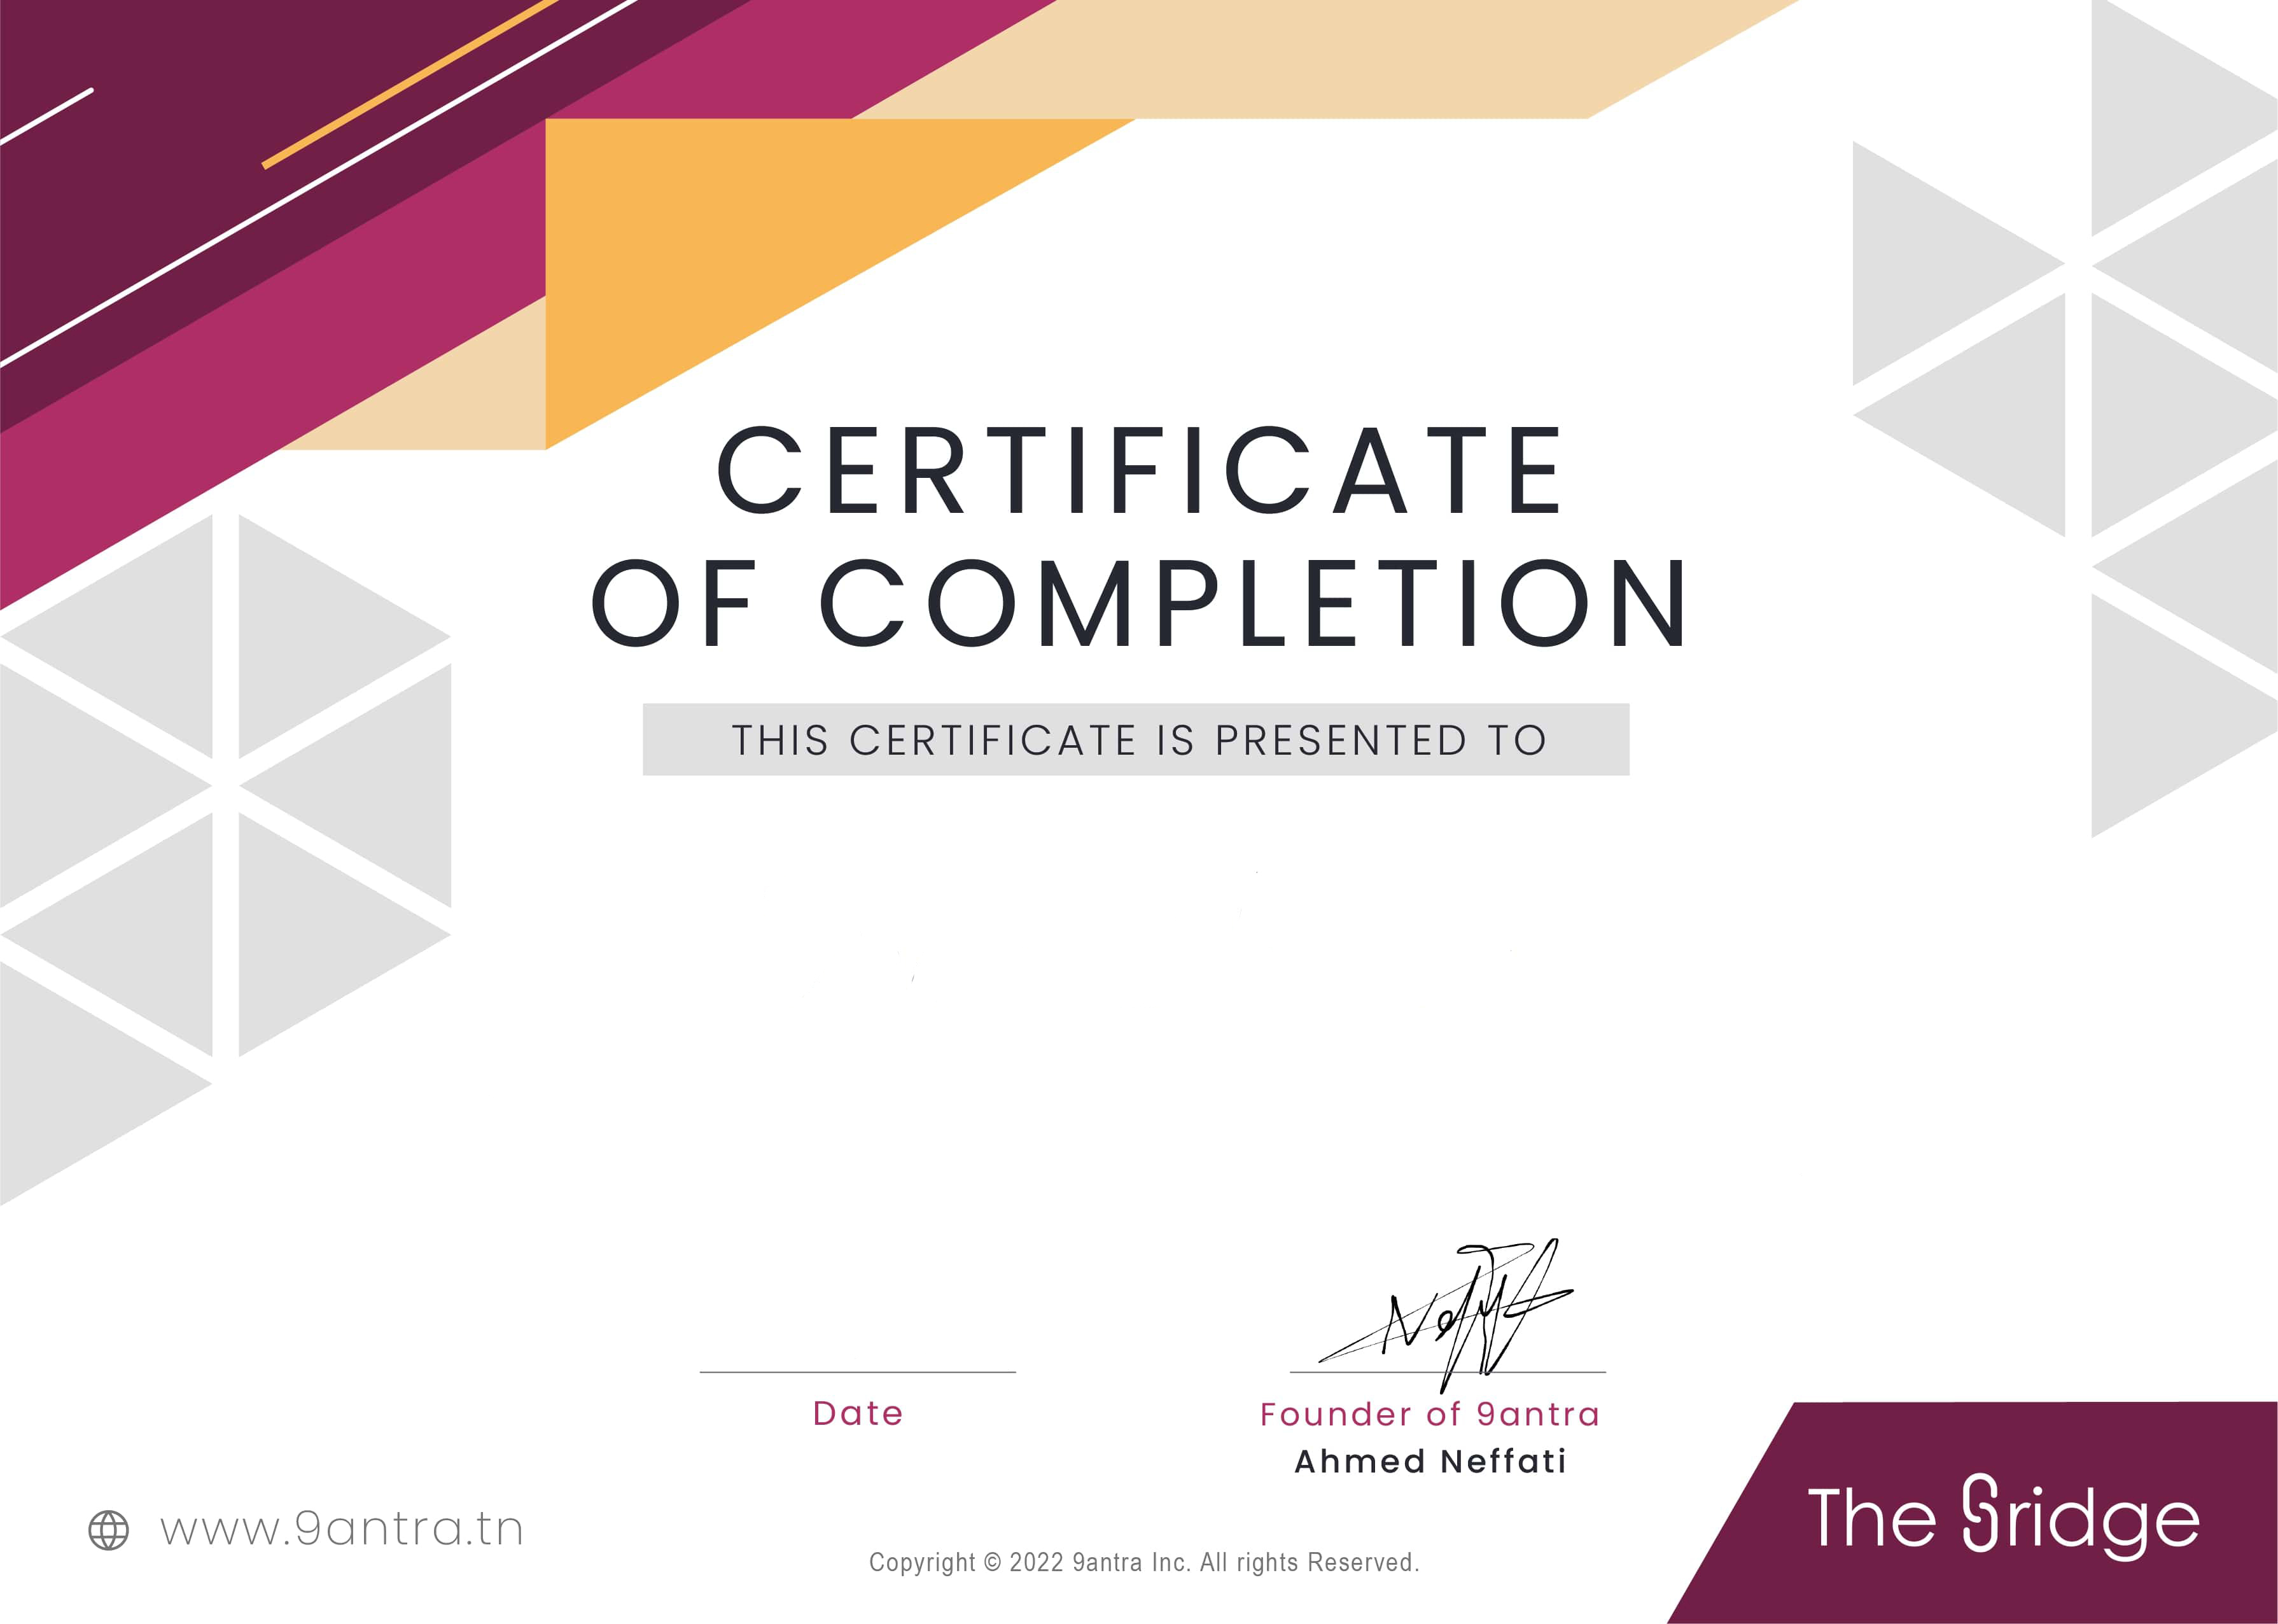 CERTIFICATE
OF COMPLETION
THIS CERTIFICATE IS PRESENTED TO
Date
Founder of 9antra
Ahmed Neffati
www.9antra.tn
The Bridge
Copyright © 2022 9antra Inc. All rights Reserved.